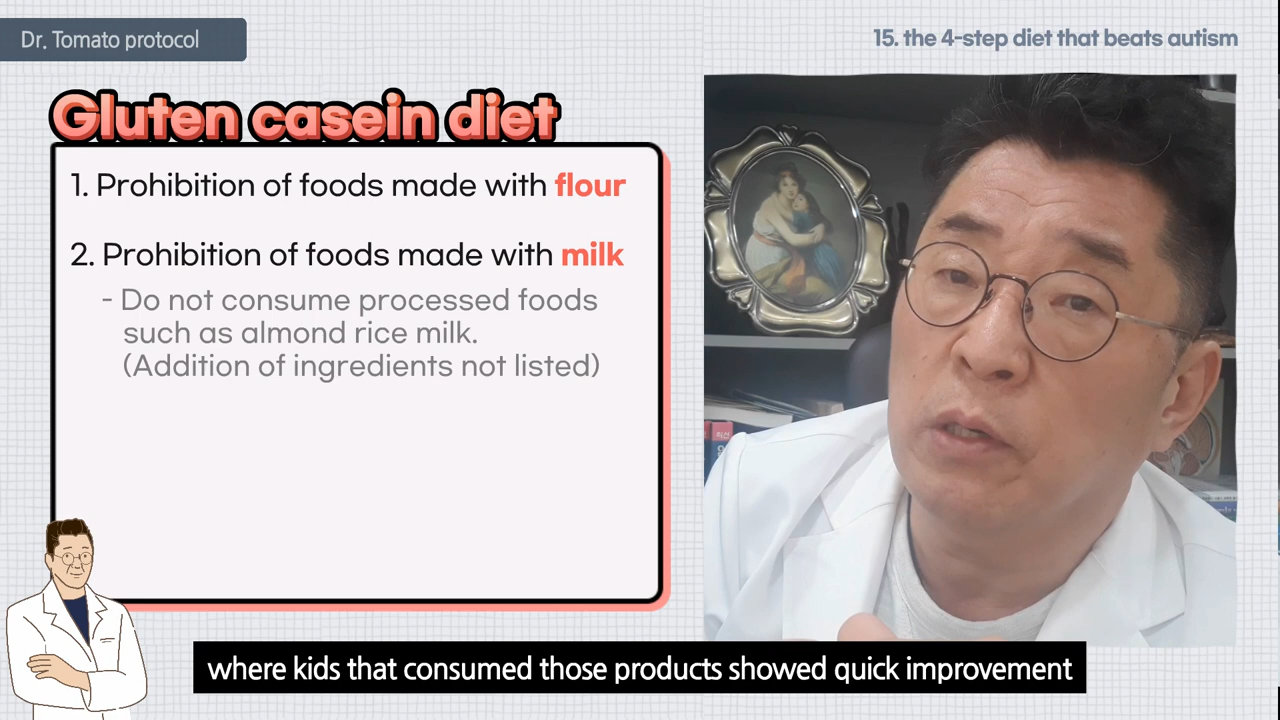 Dr. Tomato protocol
15. the 4-step diet that beats autism
Gluten casein diet
1. Prohibition of foods made with flour
2. Prohibition of foods made with milk
- Do not consume processed foods
such as almond rice milk.
(Addition of ingredients not listed)
where kids that consumed those products showed quick improvement